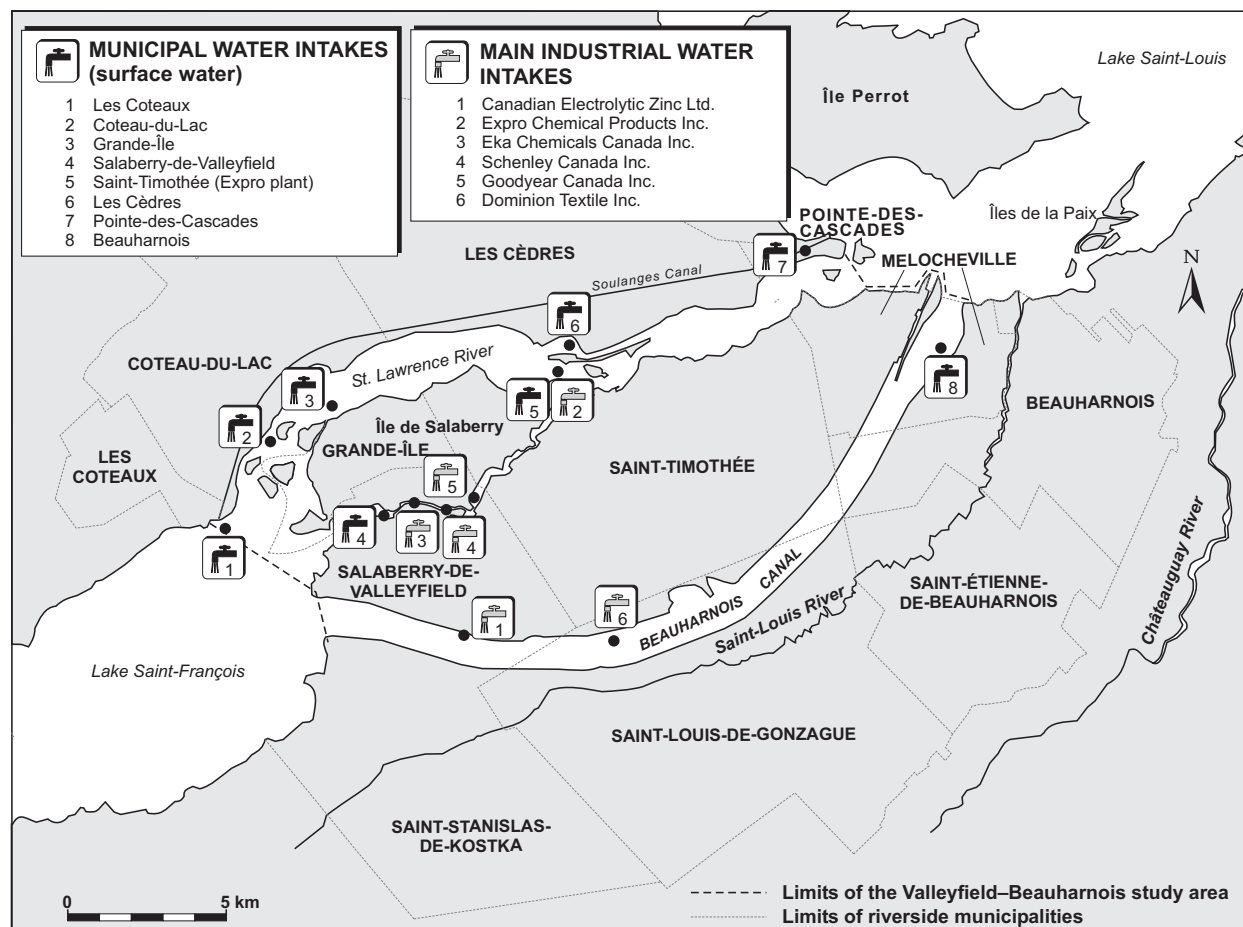 MUNICIPAL WATER INTAKES
(surface water)
1 Les Coteaux
2 Coteau-du-Lac
3 Grande-Île
4 Salaberry-de-Valleyfield
5 Saint-Timothée (Expro plant)
6 Les Cèdres
7 Pointe-des-Cascades
8 Beauharnois
MAIN INDUSTRIAL WATER
INTAKES
1 Canadian Electrolytic Zinc Ltd.
2 Expro Chemical Products Inc.
3 Eka Chemicals Canada Inc.
4 Schenley Canada Inc.
5 Goodyear Canada Inc.
6 Dominion Textile Inc.
Lake Saint-Louis
Île Perrot
Îles de la Paix
POINTE-DES-
CASCADES
LES CÈDRES
7
MELOCHEVILLE
N
Soulanges Canal
6
COTEAU-DU-LAC
St. Lawrence River
8
3
5
2
BEAUHARNOIS
2
Île de Salaberry
GRANDE-ÎLE
LES
COTEAUX
SAINT-TIMOTHÉE
5
4
3
4
1
SALABERRY-DE-
VALLEYFIELD
SAINT-ÉTIENNE-
DE-BEAUHARNOIS
Châteauguay River
6
1
BEAUHARNOIS CANAL
Saint-Louis River
Lake Saint-François
SAINT-LOUIS-DE-GONZAGUE
SAINT-STANISLAS-
DE-KOSTKA
0 5 km
Limits of the Valleyfield–Beauharnois study area
Limits of riverside municipalities